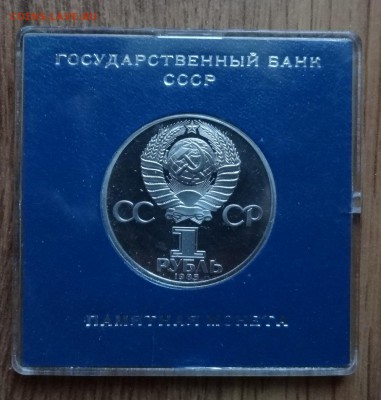 ГОСУДАРСТВЕННЫЙ БАНК
СССР
СС СР
1
РУБЛЬ
ПАМЯТНАЯ МОНЕТА